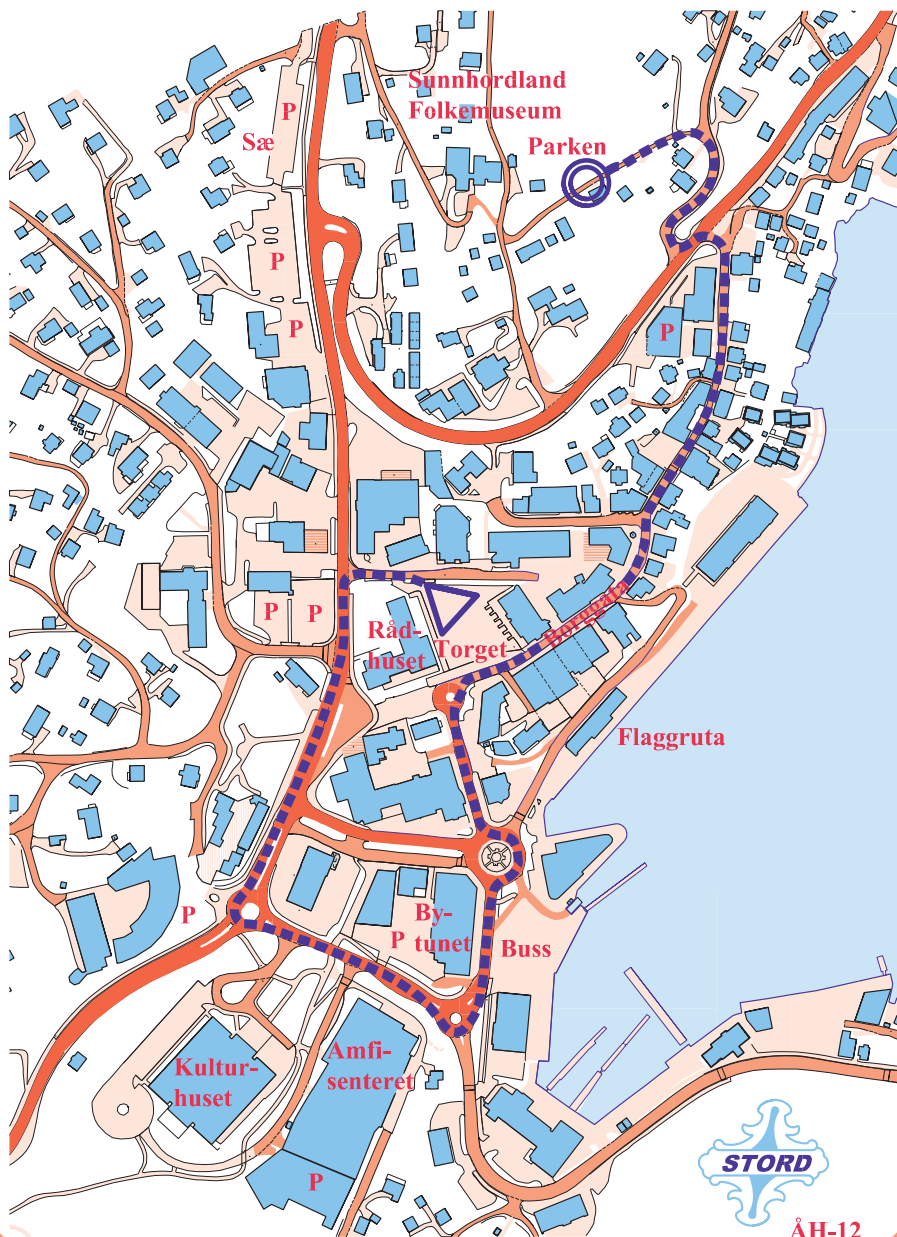 Sunnhordland
Folkemuseum
P
Sæ
Parken
P
P
P
P
P
Råd-
huset
Torget
Borggata
Flaggruta
P
By-
tunet
P
Buss
Kultur-
huset
Amfi-
senteret
P
STORD
ÅH-12